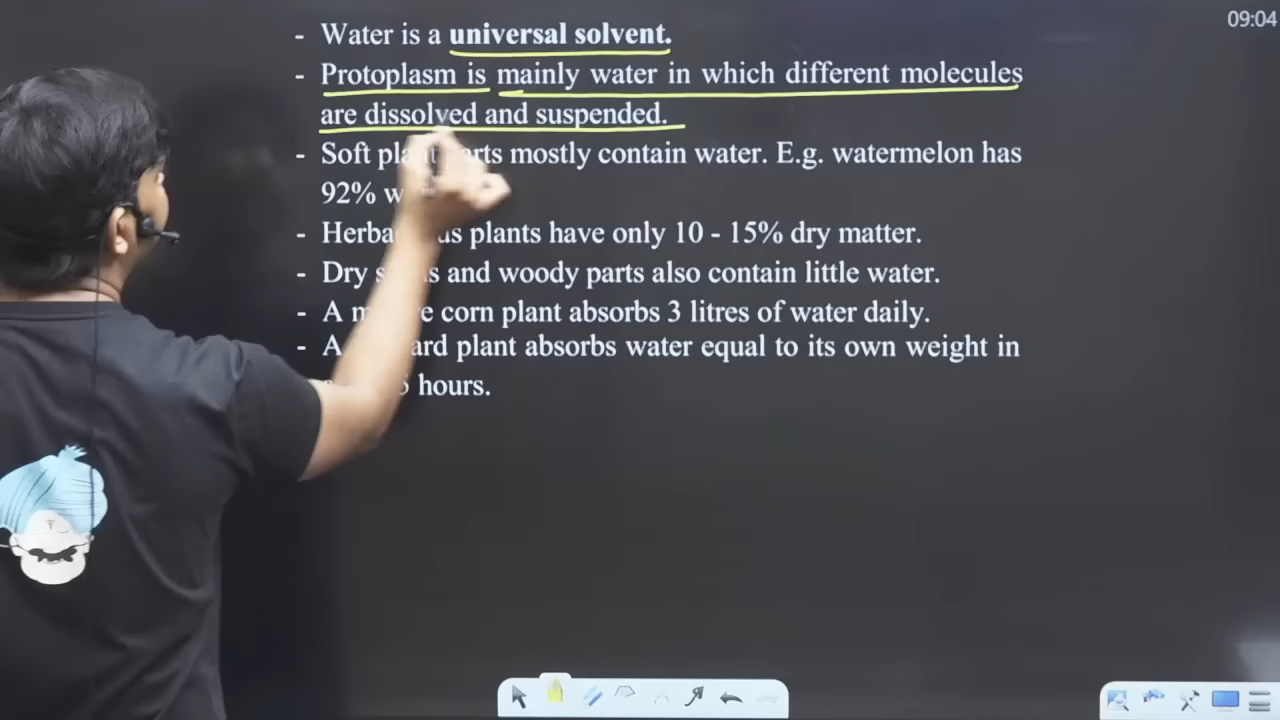 09:04
- Water is a universal solvent.
- Protoplasm is mainly water in which different molecules
are dissolved and suspended.
- Soft plant parts mostly contain water. E.g. watermelon has
92%
- plants have only 10 - 15% dry matter.
- Dry and woody parts also contain little water.
- A corn plant absorbs 3 litres of water daily.
- A plant absorbs water equal to its own weight in
hours.